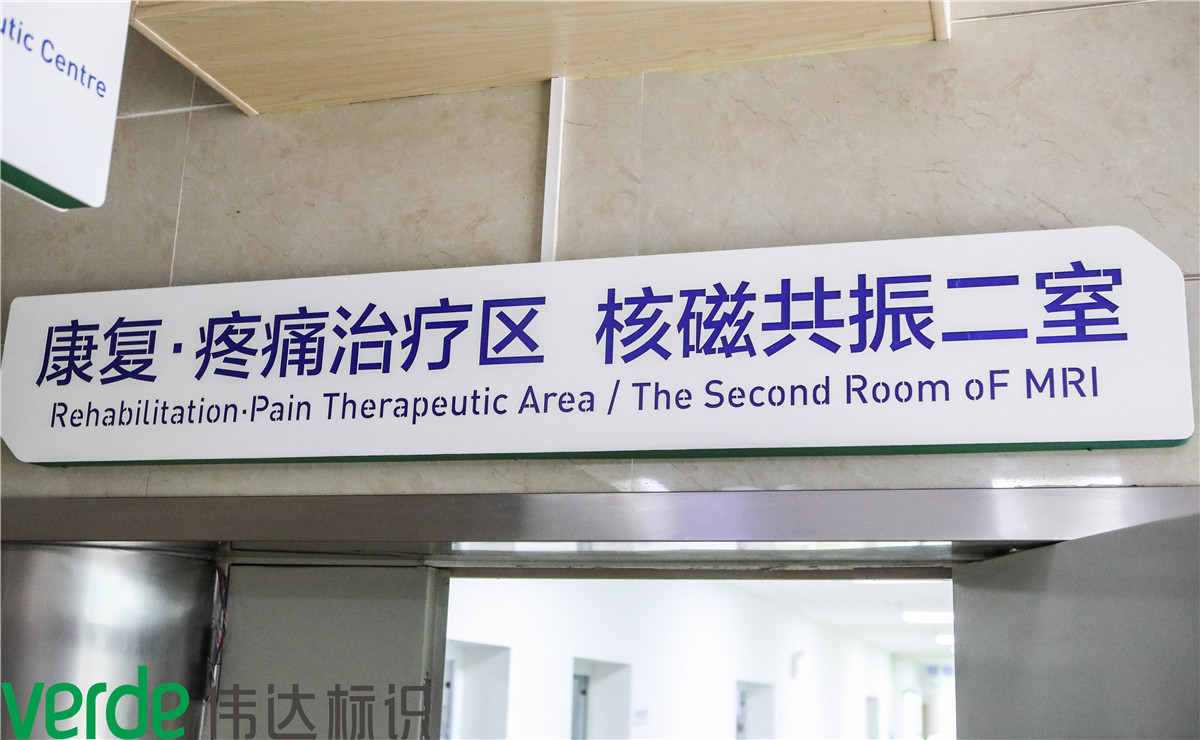 utic Centre
康复·疼痛治疗区 核磁共振二室
Rehabilitation·Pain Therapeutic Area / The Second Room oF MRI
verde 伟达标识